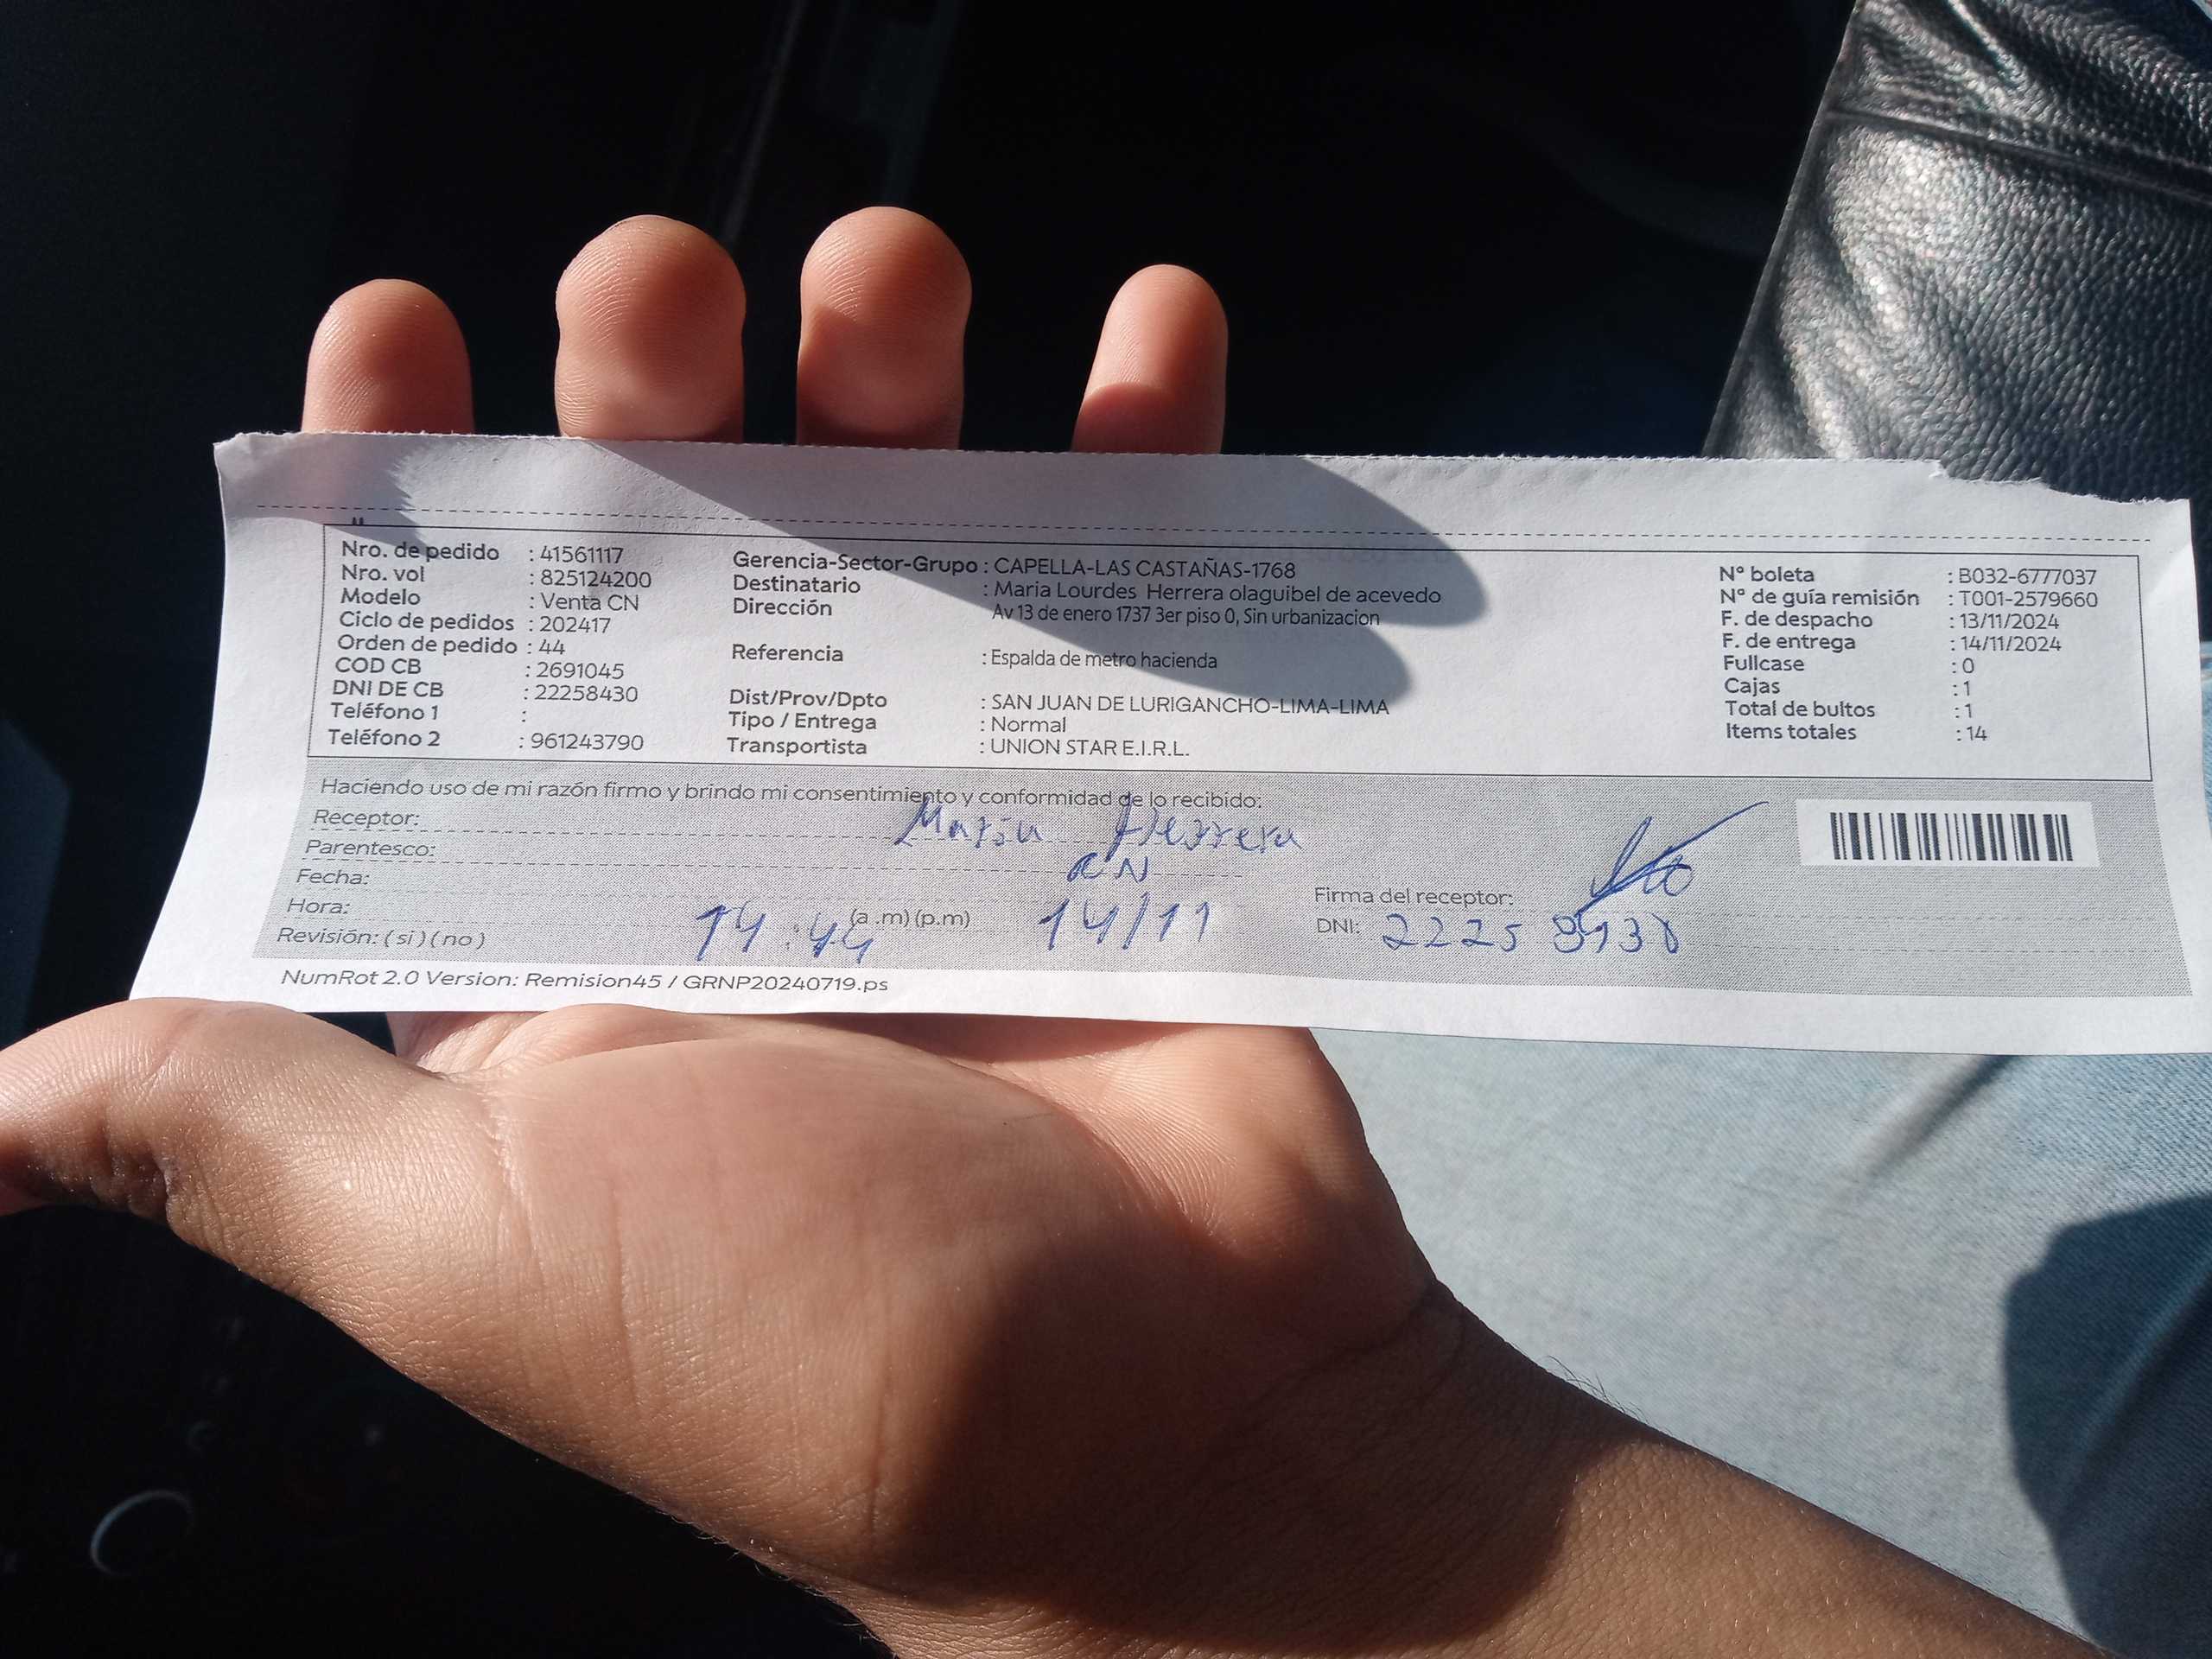 Nro. de pedido : 41561117
Nro. vol : 825124200
Modelo : Venta CN
Ciclo de pedidos : 202417
Orden de pedido : 44
COD CB : 2691045
DNI DE CB : 22258430
Teléfono 1 :
Teléfono 2 : 961243790
Gerencia-Sector-Grupo : CAPELLA-LAS CASTAÑAS-1768
Destinatario : Maria Lourdes Herrera olaguibel de acevedo
Dirección Av 13 de enero 1737 3er piso 0, Sin urbanizacion
Referencia : Espalda de metro hacienda
Dist/Prov/Dpto : SAN JUAN DE LURIGANCHO-LIMA-LIMA
Tipo / Entrega : Normal
Transportista : UNION STAR E.I.R.L.
N° boleta : B032-6777037
N° de guía remisión : T001-2579660
F. de despacho : 13/11/2024
F. de entrega : 14/11/2024
Fullcase : 0
Cajas : 1
Total de bultos : 1
Items totales : 14
Haciendo uso de mi razón firmo y brindo mi consentimiento y conformidad de lo recibido:
Receptor: Maria Herrera
Parentesco: CN
Fecha: 14/11
Hora: 14:44 (a .m) (p.m)
Revisión: ( si ) ( no )
Firma del receptor:
DNI: 22258430
NumRot 2.0 Version: Remision45 / GRNP20240719.ps